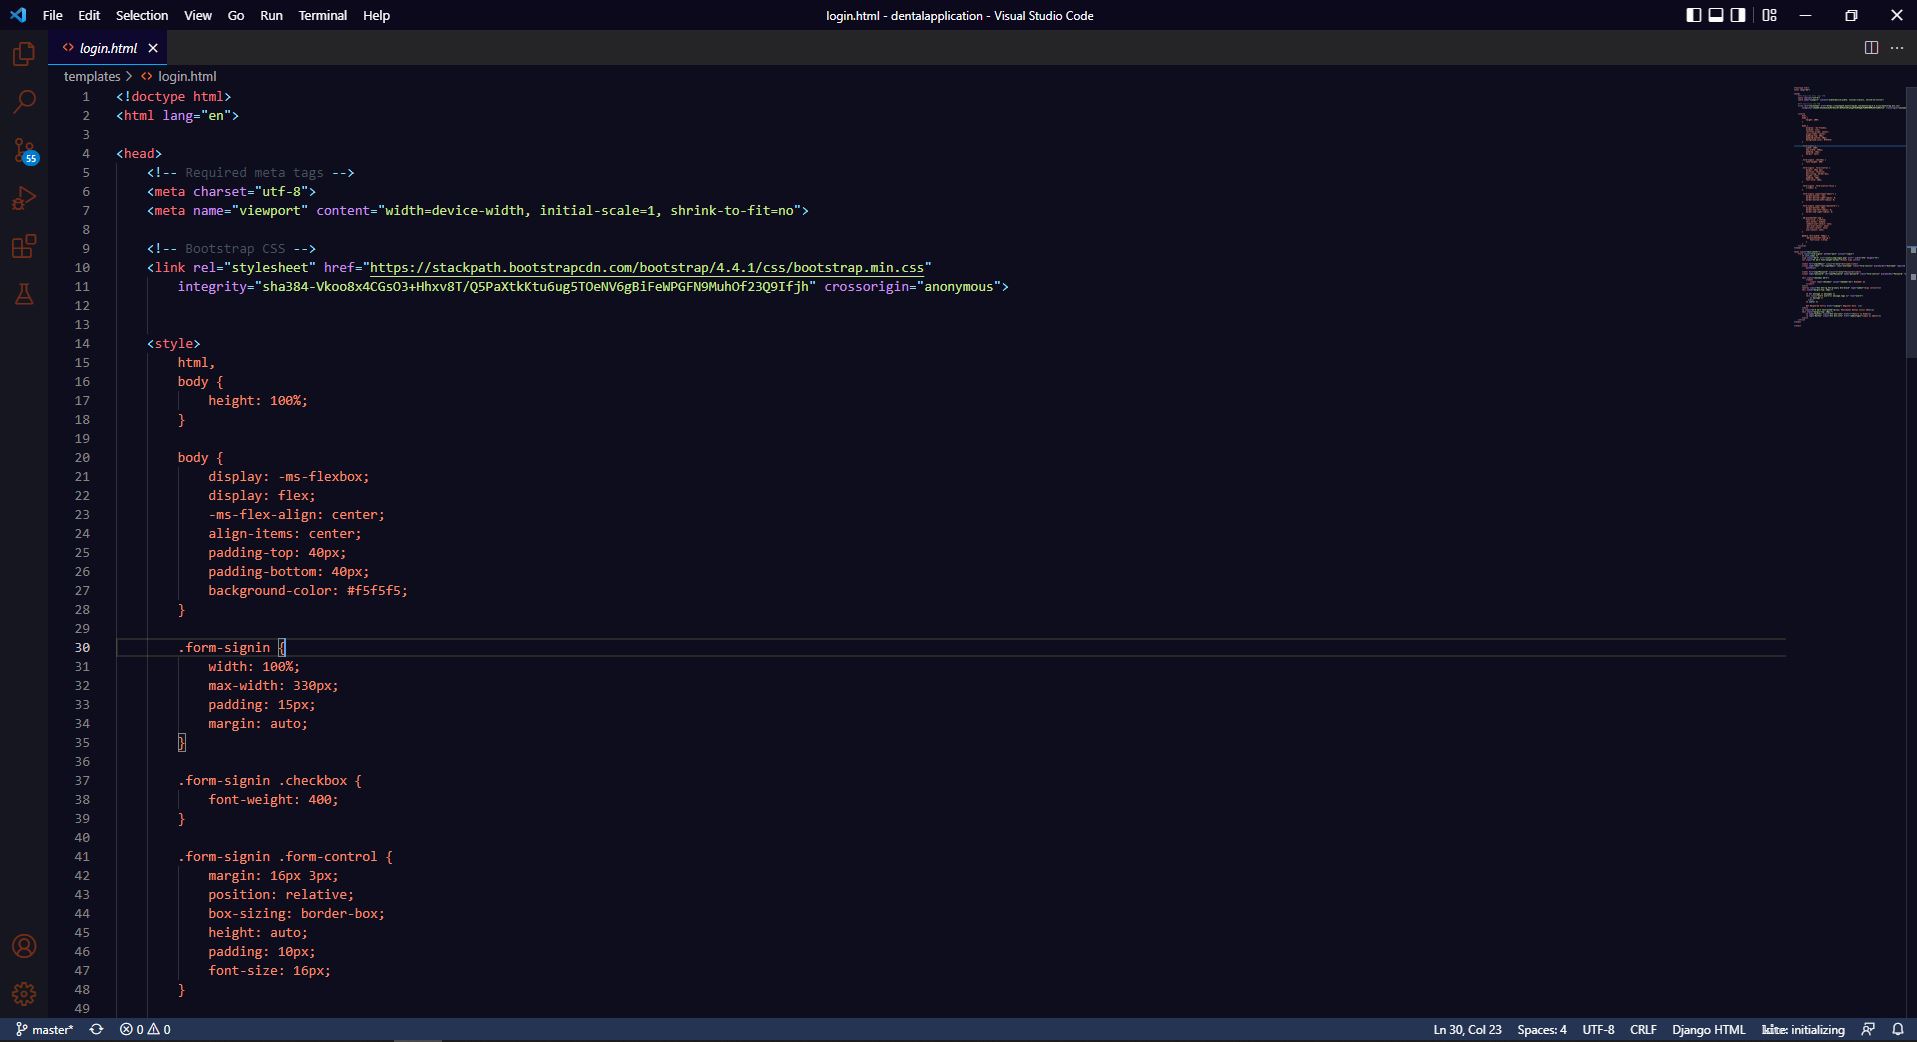 File Edit Selection View Go Run Terminal Help
login.html - dentalapplication - Visual Studio Code
login.html
templates > login.html
1 <!doctype html>
2 <html lang="en">
3
4 <head>
5 <!-- Required meta tags -->
6 <meta charset="utf-8">
7 <meta name="viewport" content="width=device-width, initial-scale=1, shrink-to-fit=no">
8
9 <!-- Bootstrap CSS -->
10 <link rel="stylesheet" href="https://stackpath.bootstrapcdn.com/bootstrap/4.4.1/css/bootstrap.min.css"
11 integrity="sha384-Vkoo8x4CGsO3+Hhxv8T/Q5PaXtkKtu6ug5TOeNV6gBiFeWPGFN9MuhOf23Q9Ifjh" crossorigin="anonymous">
12
13
14 <style>
15 html,
16 body {
17 height: 100%;
18 }
19
20 body {
21 display: -ms-flexbox;
22 display: flex;
23 -ms-flex-align: center;
24 align-items: center;
25 padding-top: 40px;
26 padding-bottom: 40px;
27 background-color: #f5f5f5;
28 }
29
30 .form-signin {
31 width: 100%;
32 max-width: 330px;
33 padding: 15px;
34 margin: auto;
35 }
36
37 .form-signin .checkbox {
38 font-weight: 400;
39 }
40
41 .form-signin .form-control {
42 margin: 16px 3px;
43 position: relative;
44 box-sizing: border-box;
45 height: auto;
46 padding: 10px;
47 font-size: 16px;
48 }
49
55
master* 0 0
Ln 30, Col 23 Spaces: 4 UTF-8 CRLF Django HTML kite: initializing